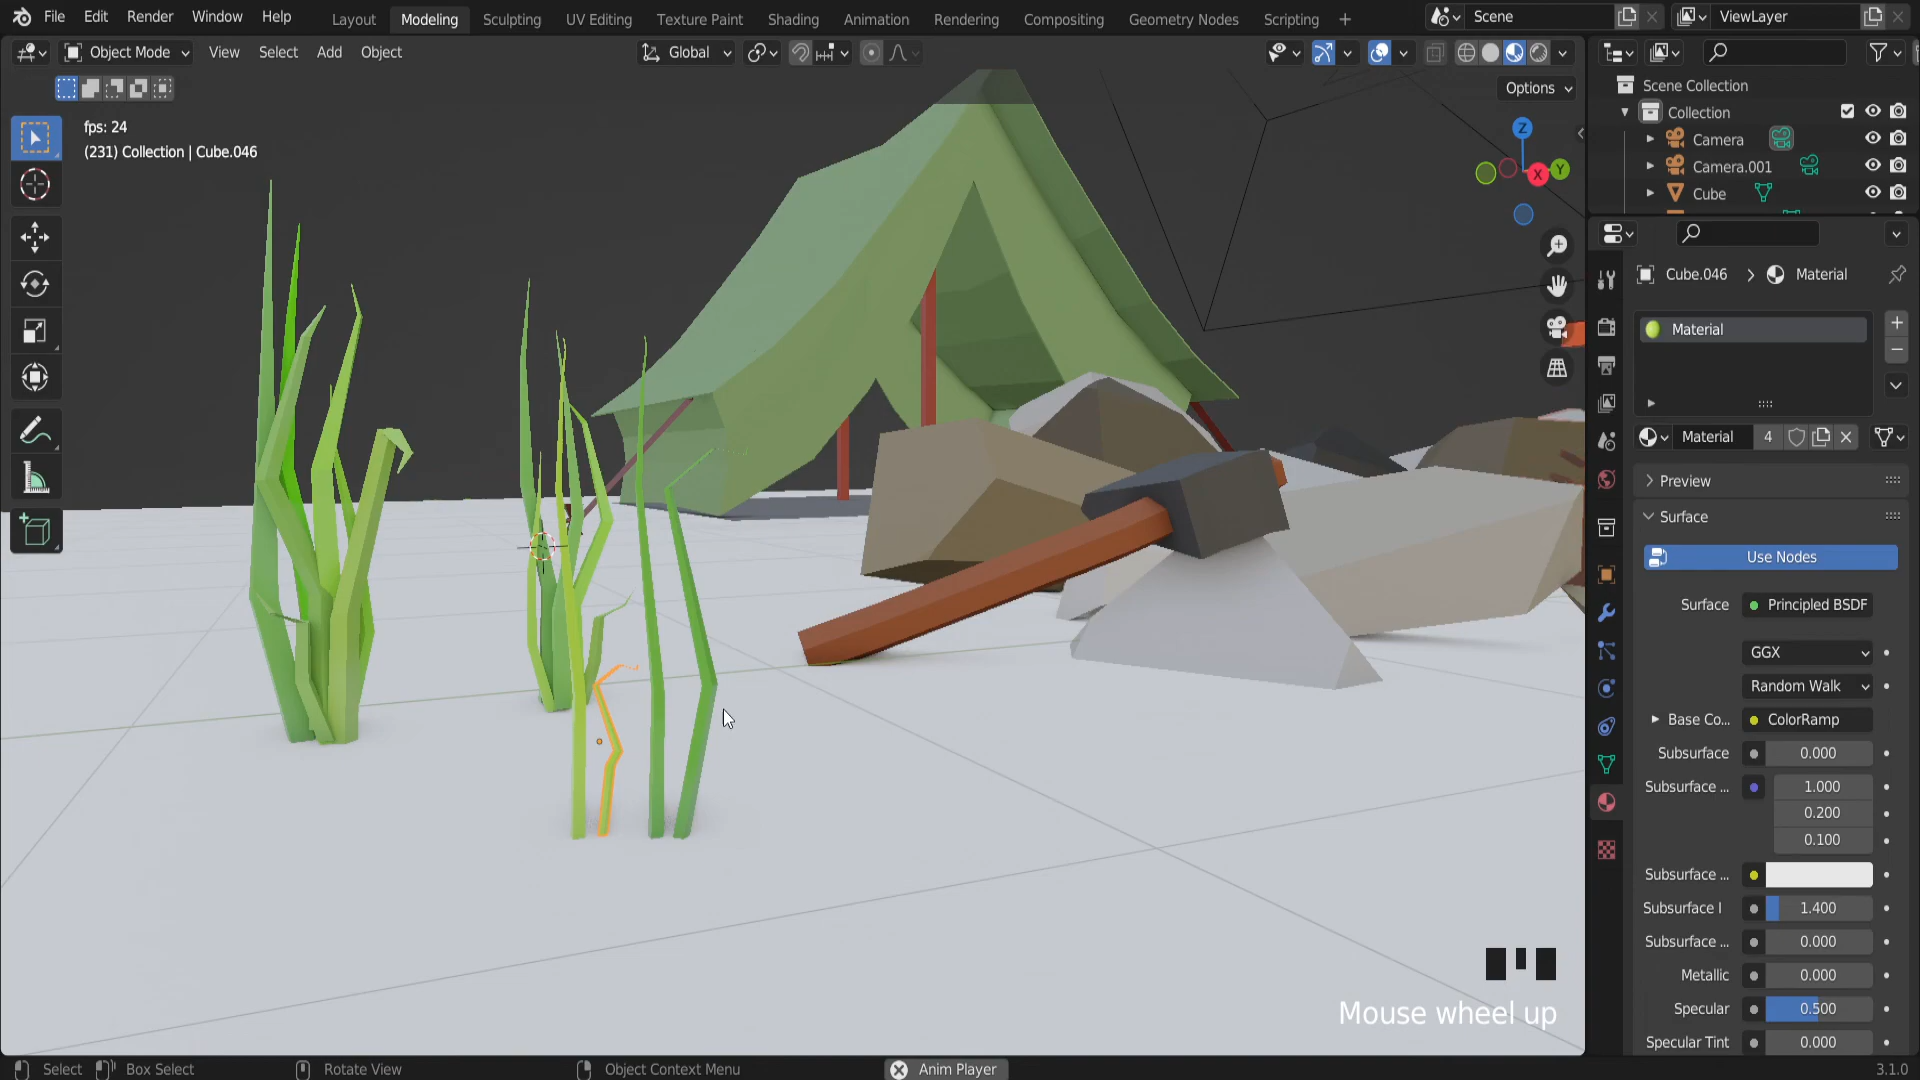 File Edit Render Window Help Layout Modeling Sculpting UV Editing Texture Paint Shading Animation Rendering Compositing Geometry Nodes Scripting + Scene ViewLayer
Object Mode View Select Add Object Global
Options
Scene Collection
Collection
Camera
Camera.001
Cube
fps: 24
(231) Collection | Cube.046
Z
Y
X
Cube.046 > Material
Material
Material 4
Preview
Surface
Use Nodes
Surface Principled BSDF
GGX
Random Walk
Base Co... ColorRamp
Subsurface 0.000
Subsurface ... 1.000
0.200
0.100
Subsurface ...
Subsurface I 1.400
Subsurface ... 0.000
Metallic 0.000
Specular 0.500
Specular Tint 0.000
Mouse wheel up
Select Box Select Rotate View Object Context Menu Anim Player 3.1.0